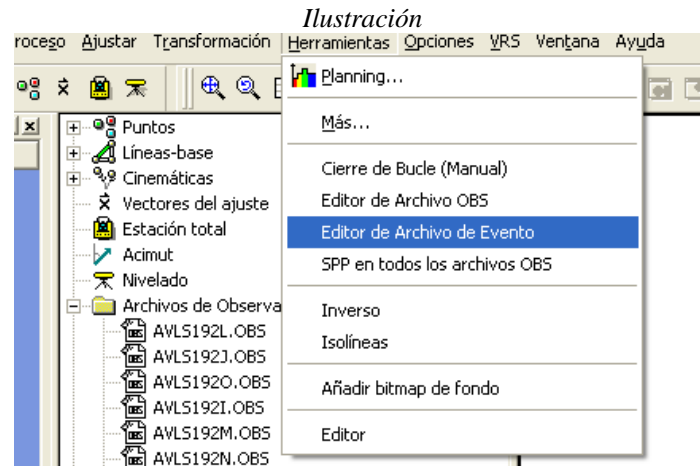 Ilustración
roceso Ajustar Transformación Herramientas Opciones VRS Ventana Ayuda
Planning...
Más...
Cierre de Bucle (Manual)
Editor de Archivo OBS
Editor de Archivo de Evento
SPP en todos los archivos OBS
Inverso
Isolíneas
Añadir bitmap de fondo
Editor
Puntos
Líneas-base
Cinemáticas
Vectores del ajuste
Estación total
Acimut
Nivelado
Archivos de Observa
AVLS192L.OBS
AVLS192J.OBS
AVLS192O.OBS
AVLS192I.OBS
AVLS192M.OBS
AVLS192N.OBS